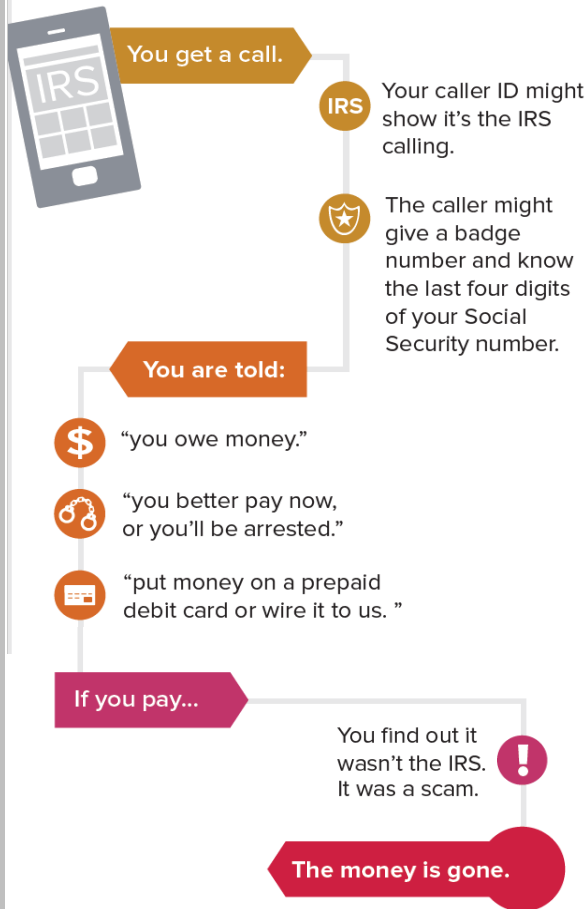 IRS
You get a call.
IRS
Your caller ID might
show it’s the IRS
calling.
The caller might
give a badge
number and know
the last four digits
of your Social
Security number.
You are told:
$
“you owe money.”
“you better pay now,
or you’ll be arrested.”
“put money on a prepaid
debit card or wire it to us. ”
If you pay...
You find out it
wasn’t the IRS.
It was a scam.
!
The money is gone.